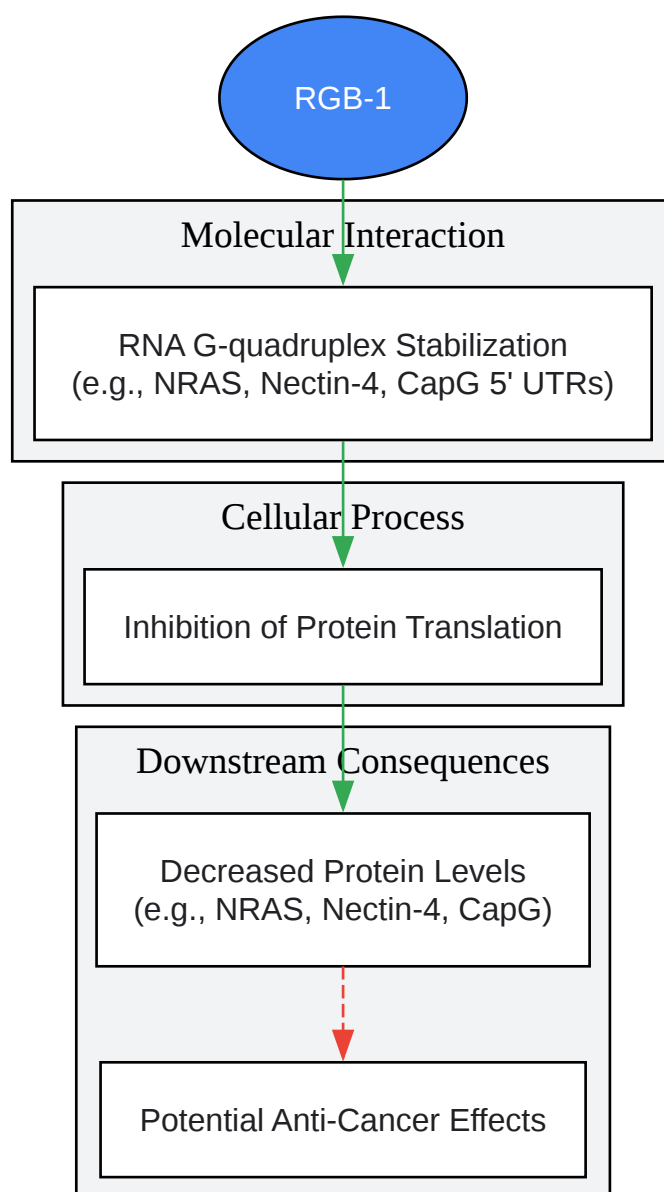 RGB-1
Molecular Interaction
RNA G-quadruplex Stabilization
(e.g., NRAS, Nectin-4, CapG 5' UTRs)
Cellular Process
Inhibition of Protein Translation
Downstream Consequences
Decreased Protein Levels
(e.g., NRAS, Nectin-4, CapG)
Potential Anti-Cancer Effects